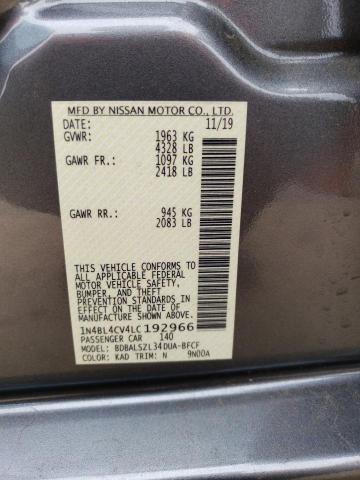 MFD BY NISSAN MOTOR CO., LTD.
DATE: 11/19
GVWR: 1963 KG
4328 LB
GAWR FR.: 1097 KG
2418 LB
GAWR RR.: 945 KG
2083 LB
THIS VEHICLE CONFORMS TO
ALL APPLICABLE FEDERAL
MOTOR VEHICLE SAFETY,
BUMPER, AND THEFT
PREVENTION STANDARDS
IN EFFECT ON THE DATE OF
MANUFACTURE SHOWN ABOVE.
1N4BL4CV4LC192966
PASSENGER CAR 140
MODEL: BDBALSZL34DUA-BFCF
COLOR: KAD TRIM: N 9N00A